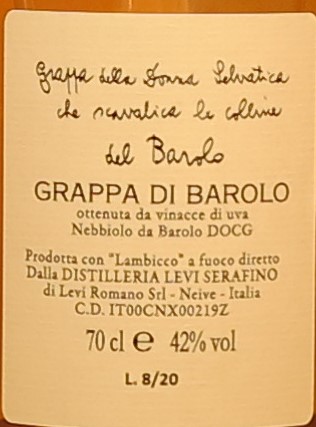 Grappa della Donna Selvatica
che scavalica le colline
del Barolo
GRAPPA DI BAROLO
ottenuta da vinacce di uva
Nebbiolo da Barolo DOCG
Prodotta con "Lambicco" a fuoco diretto
Dalla DISTILLERIA LEVI SERAFINO
di Levi Romano Srl - Neive - Italia
C.D. IT00CNX00219Z
70 cl e 42% vol
L. 8/20